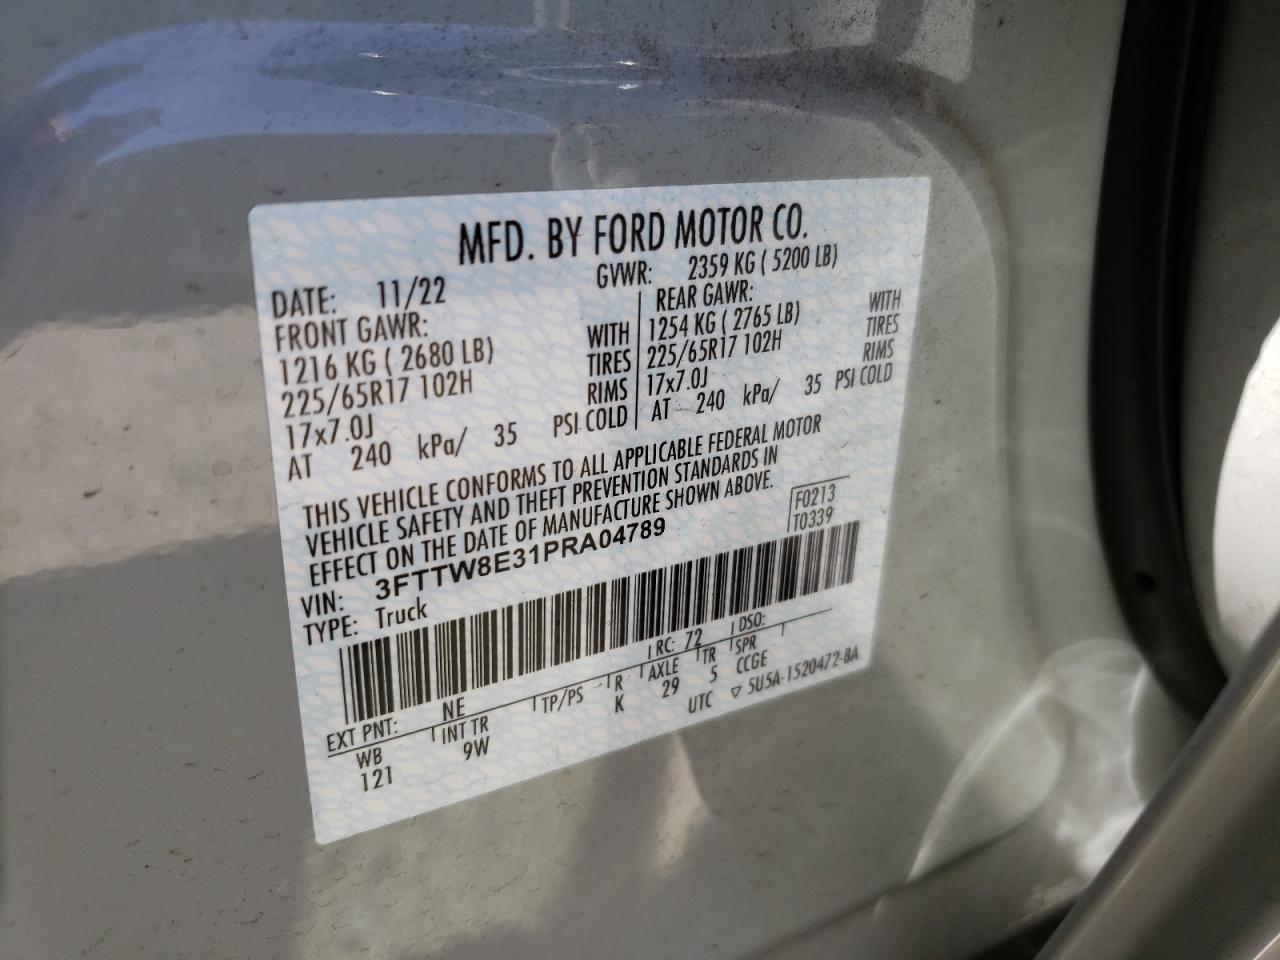 MFD. BY FORD MOTOR CO.
DATE: 11/22 GVWR: 2359 KG ( 5200 LB)
FRONT GAWR:
1216 KG ( 2680 LB) WITH
225/65R17 102H TIRES
17x7.0J RIMS
AT 240 kPa/ 35 PSI COLD
REAR GAWR:
1254 KG ( 2765 LB) WITH
225/65R17 102H TIRES
17x7.0J RIMS
AT 240 kPa/ 35 PSI COLD
THIS VEHICLE CONFORMS TO ALL APPLICABLE FEDERAL MOTOR
VEHICLE SAFETY AND THEFT PREVENTION STANDARDS IN
EFFECT ON THE DATE OF MANUFACTURE SHOWN ABOVE.
VIN: 3FTTW8E31PRA04789
TYPE: Truck
F0213
T0339
EXT PNT: NE RC: 72 DSO:
WB INT TR TP/PS R AXLE TR SPR
121 9W K 29 5 CCGE
UTC ▽ 5U5A-1520472-BA